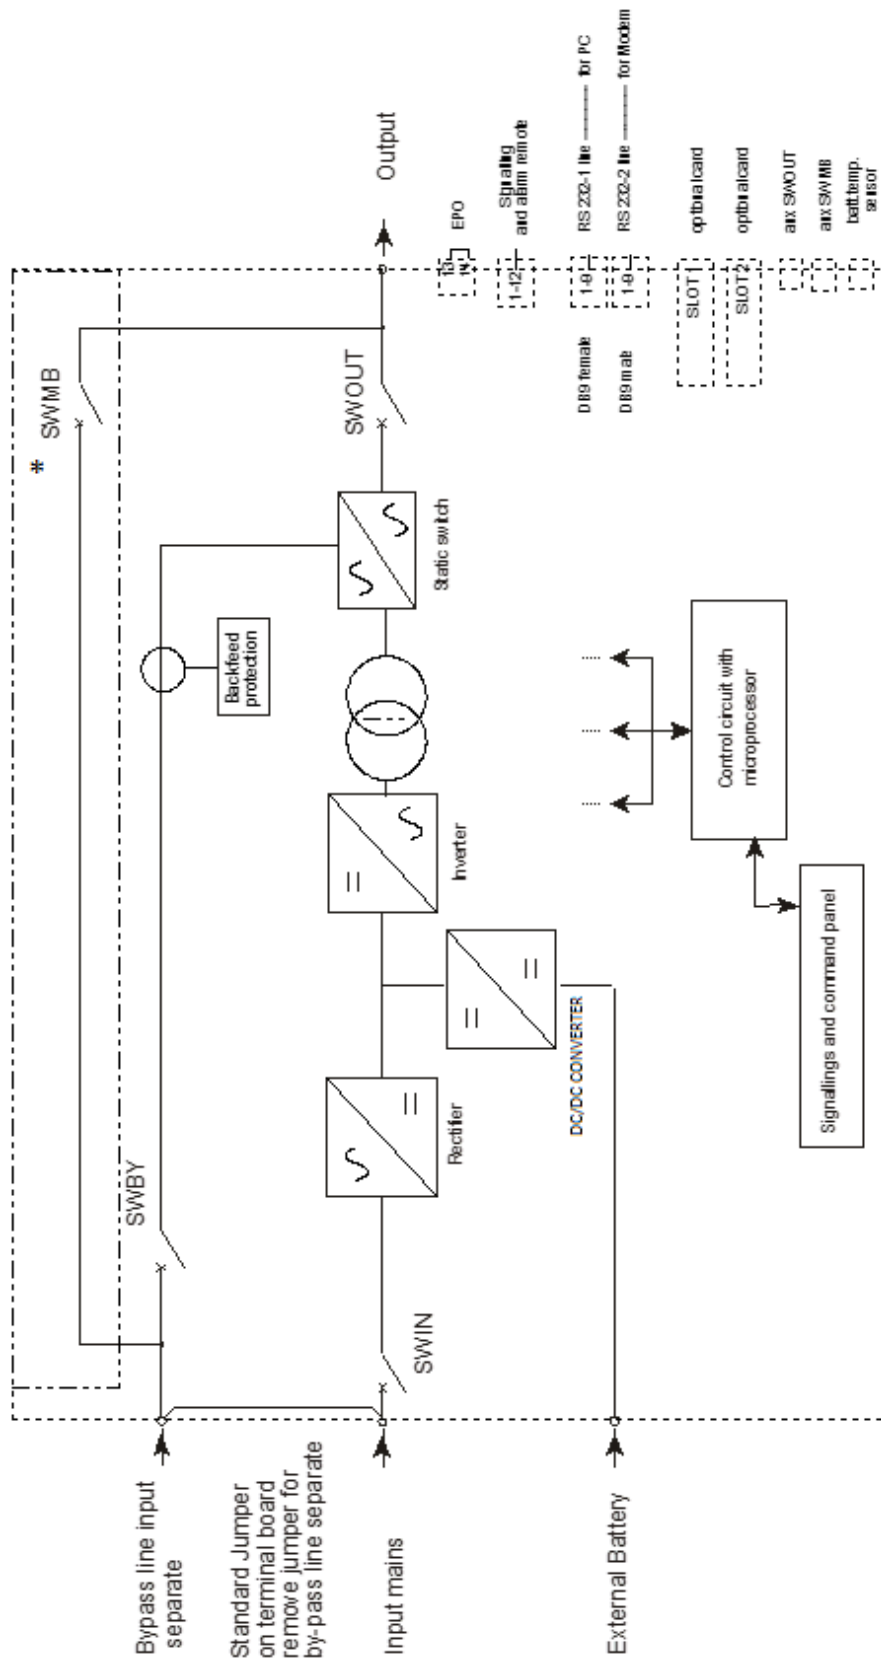 Bypass line input
separate
Standard Jumper
on terminal board
remove jumper for
by-pass line separate
Input mains
External Battery
SWBY
SWIN
*
SWMB
SWOUT
Rectifier
DC/DC CONVERTER
Inverter
Backfeed
protection
Static switch
Output
Signallings and command panel
Control circuit with
microprocessor
13
14
EPO
1-12
Signalling
and alarm remote
DB9 female
1-9
RS232-1 line ———— for PC
DB9 male
1-9
RS232-2 line ———— for Modem
SLOT1
optional card
SLOT2
optional card
aux SWOUT
aux SWMB
batt.temp.
sensor